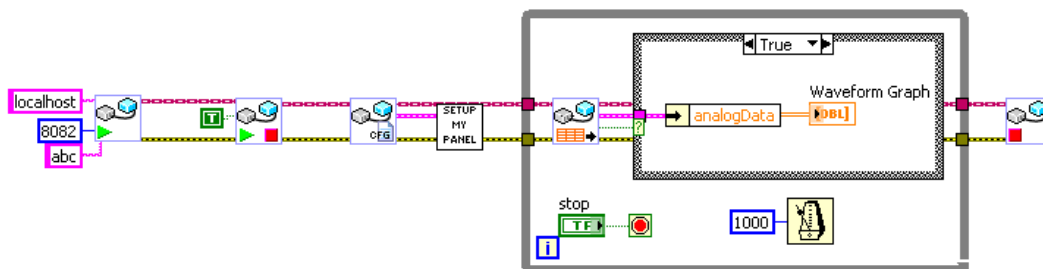 localhost
8082
abc
T
CFG
SETUP
MY
PANEL
True
?
analogData
Waveform Graph
DBL]
stop
TF
i
1000